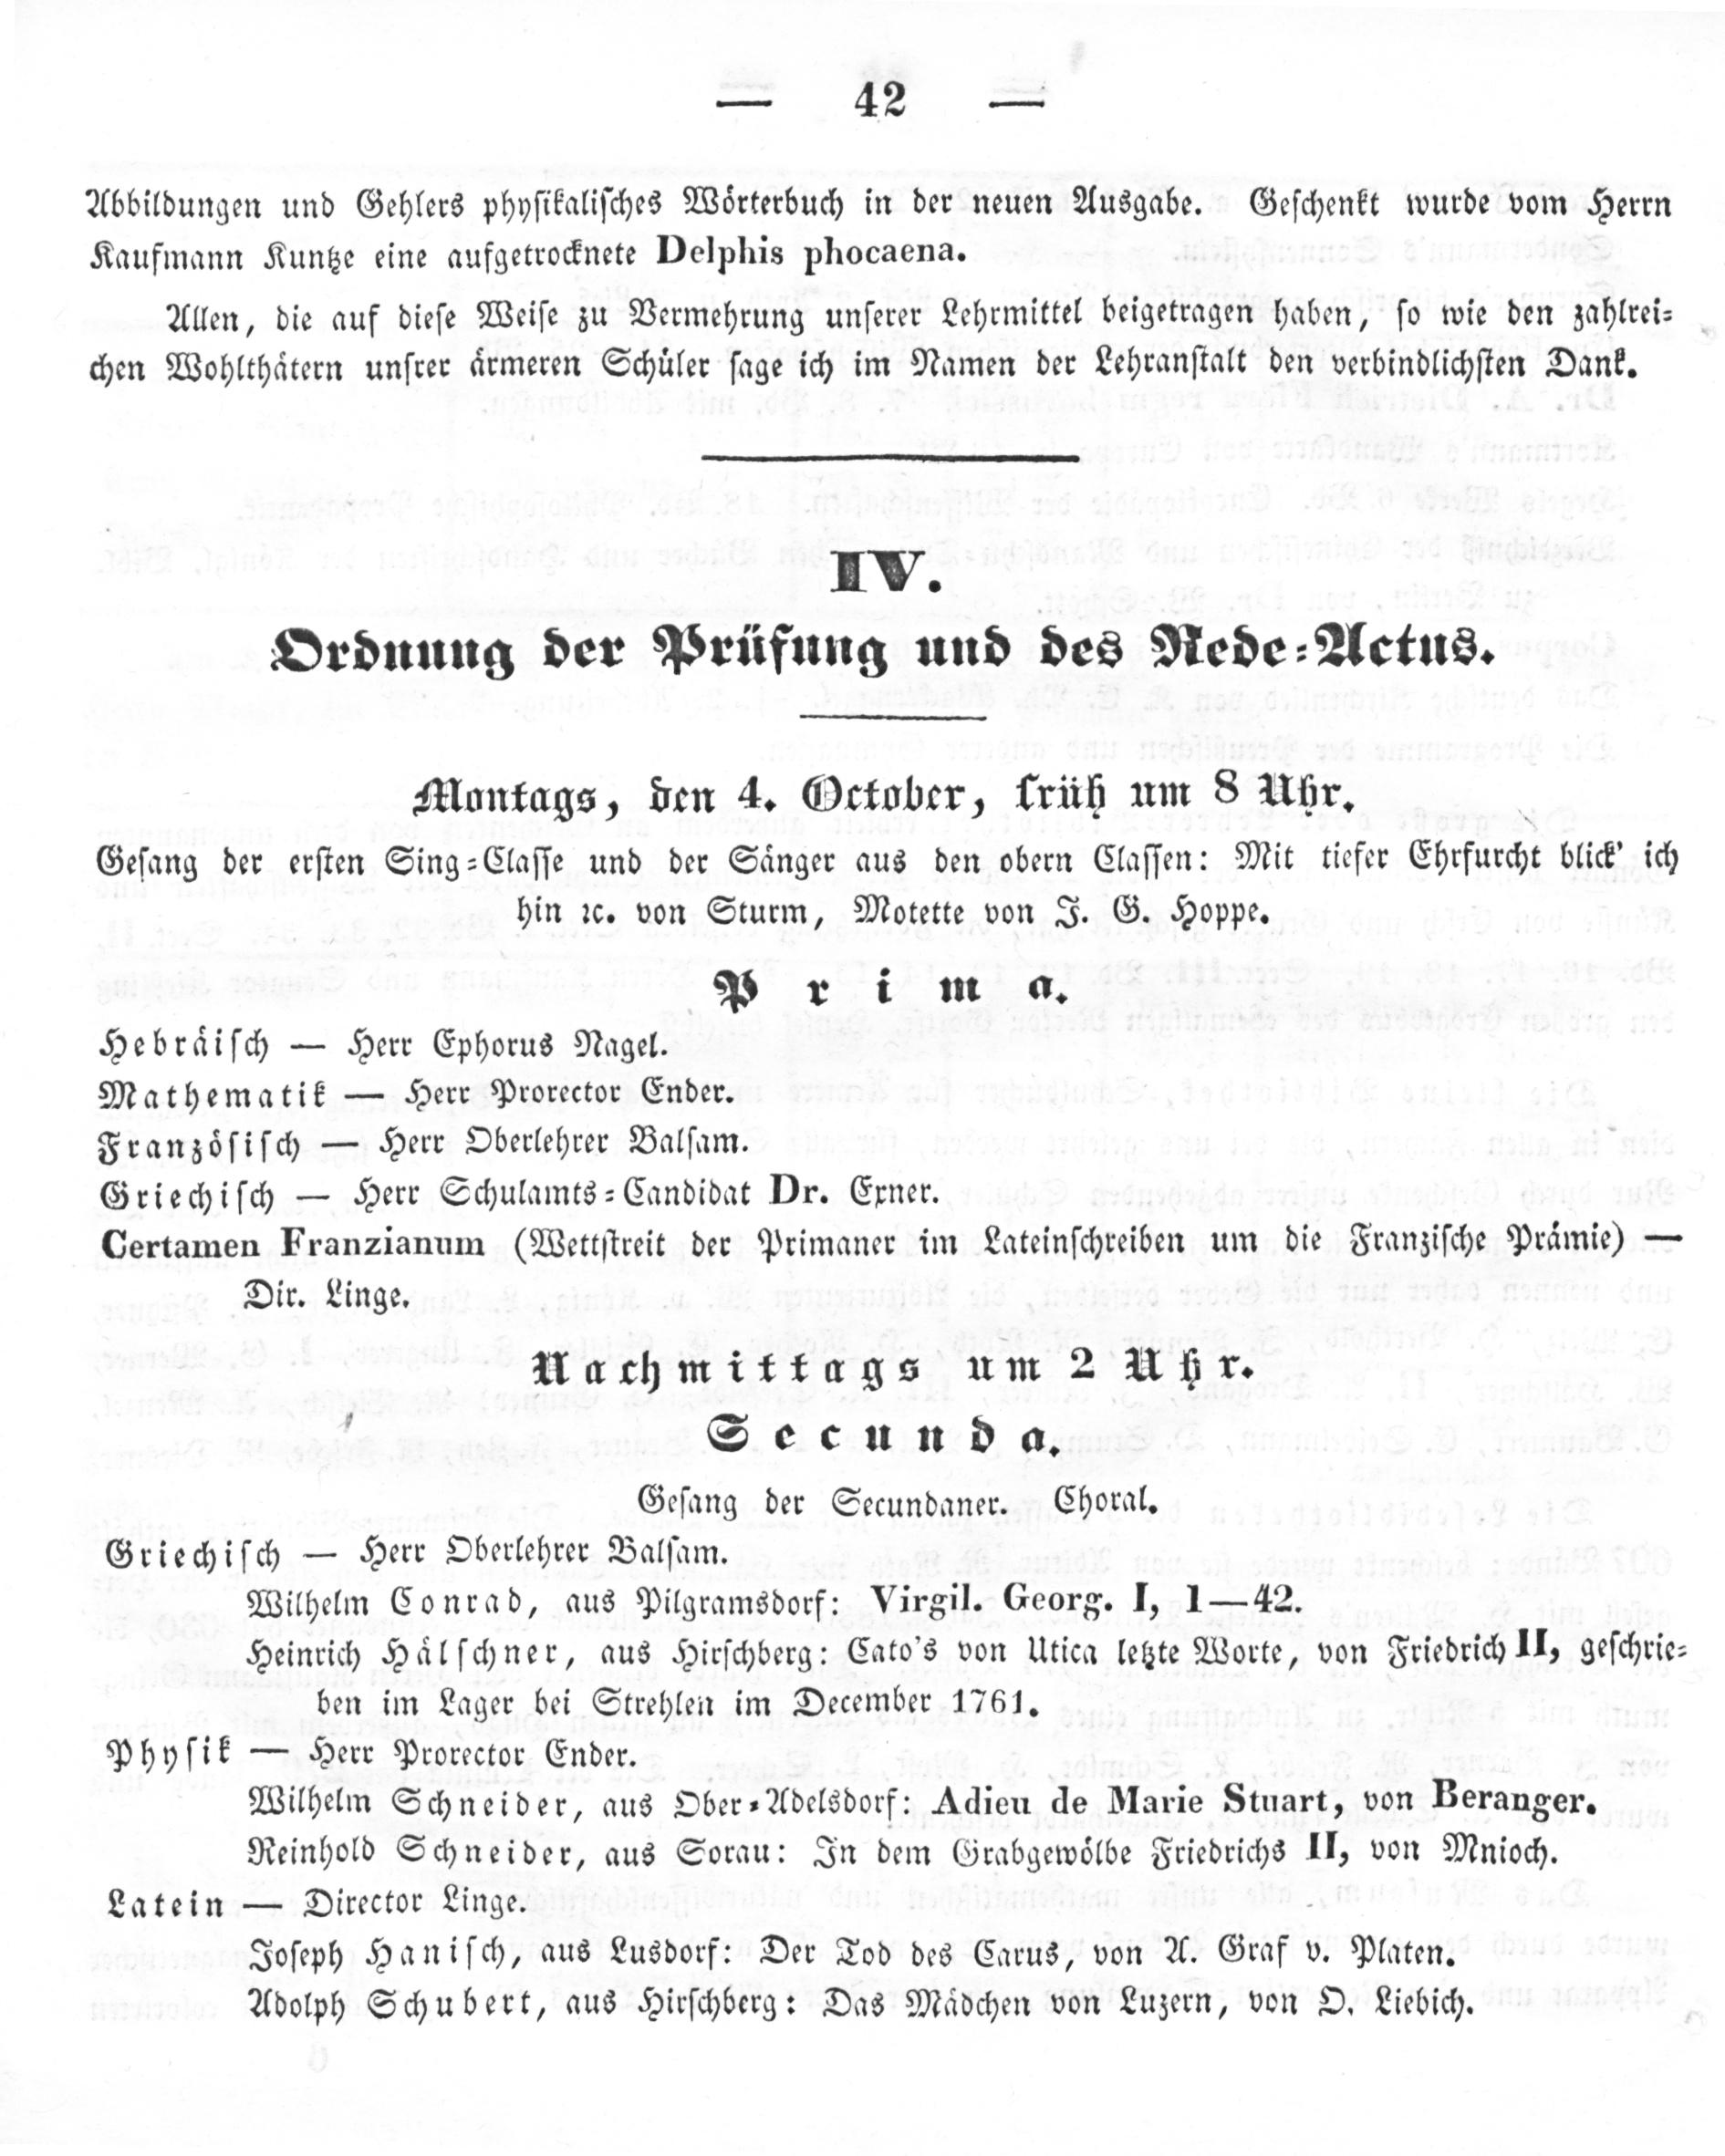 — 42 —
Abbildungen und Gehlers physikalisches Wörterbuch in der neuen Ausgabe. Geschenkt wurde vom Herrn
Kaufmann Kuntze eine aufgetrocknete Delphis phocaena.
Allen, die auf diese Weise zu Vermehrung unserer Lehrmittel beigetragen haben, so wie den zahlrei=
chen Wohlthätern unsrer ärmeren Schüler sage ich im Namen der Lehranstalt den verbindlichsten Dank.
IV.
Ordnung der Prüfung und des Rede=Actus.
Montags, den 4. October, früh um 8 Uhr.
Gesang der ersten Sing=Classe und der Sänger aus den obern Classen: Mit tiefer Ehrfurcht blick' ich
hin ꝛc. von Sturm, Motette von J. G. Hoppe.
Prima.
Hebräisch — Herr Ephorus Nagel.
Mathematik — Herr Prorector Ender.
Französisch — Herr Oberlehrer Balsam.
Griechisch — Herr Schulamts=Candidat Dr. Exner.
Certamen Franzianum (Wettstreit der Primaner im Lateinschreiben um die Franzische Prämie) —
Dir. Linge.
Nachmittags um 2 Uhr.
Secunda.
Gesang der Secundaner. Choral.
Griechisch — Herr Oberlehrer Balsam.
Wilhelm Conrad, aus Pilgramsdorf: Virgil. Georg. I, 1—42.
Heinrich Hälschner, aus Hirschberg: Cato's von Utica letzte Worte, von Friedrich II, geschrie=
ben im Lager bei Strehlen im December 1761.
Physik — Herr Prorector Ender.
Wilhelm Schneider, aus Ober=Adelsdorf: Adieu de Marie Stuart, von Beranger.
Reinhold Schneider, aus Sorau: In dem Grabgewölbe Friedrichs II, von Mnioch.
Latein — Director Linge.
Joseph Hanisch, aus Lusdorf: Der Tod des Carus, von A. Graf v. Platen.
Adolph Schubert, aus Hirschberg: Das Mädchen von Luzern, von O. Liebich.